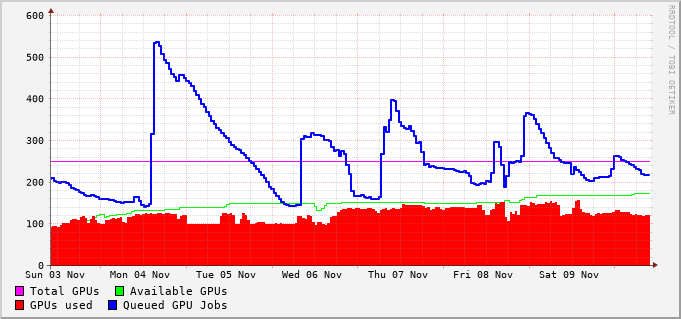 600
500
400
300
200
100
0
Sun 03 Nov Mon 04 Nov Tue 05 Nov Wed 06 Nov Thu 07 Nov Fri 08 Nov Sat 09 Nov
Total GPUs Available GPUs
GPUs used Queued GPU Jobs
RRDTOOL / TOBI OETIKER